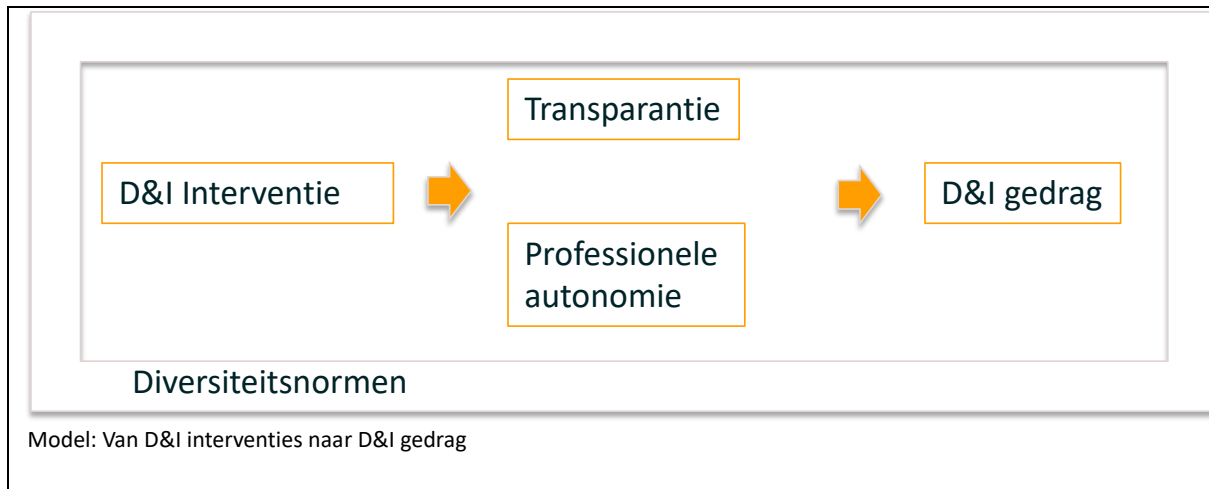 Transparantie
D&I Interventie
D&I gedrag
Professionele
autonomie
Diversiteitsnormen
Model: Van D&I interventies naar D&I gedrag